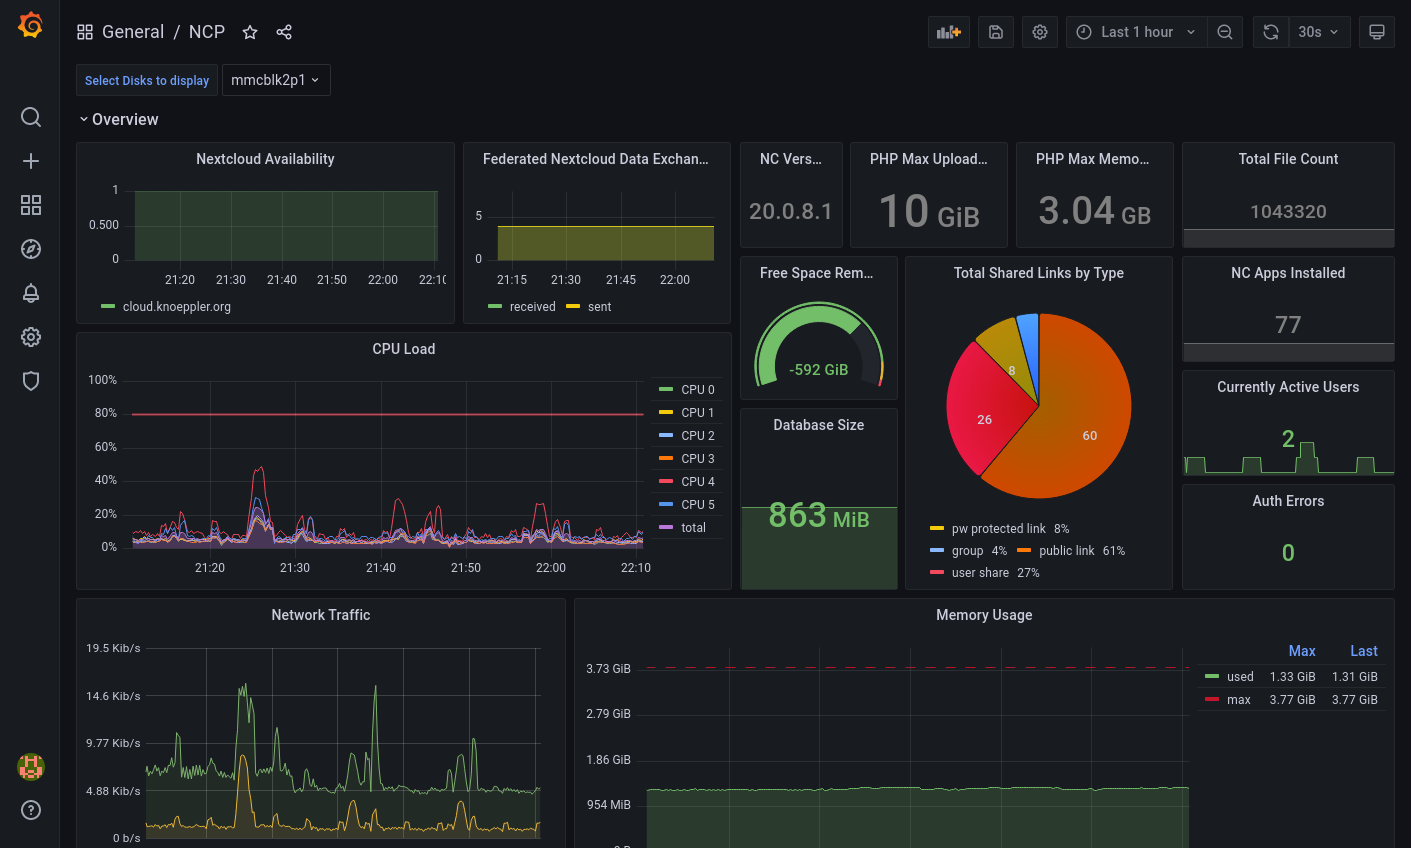 General / NCP
Last 1 hour
30s
Select Disks to display
mmcblk2p1
Overview
Nextcloud Availability
1
0.500
0
21:20 21:30 21:40 21:50 22:00 22:10
cloud.knoeppler.org
Federated Nextcloud Data Exchan...
5
0
21:15 21:30 21:45 22:00
received sent
NC Vers...
20.0.8.1
PHP Max Upload...
10 GiB
PHP Max Memo...
3.04 GB
Total File Count
1043320
CPU Load
100%
80%
60%
40%
20%
0%
21:20 21:30 21:40 21:50 22:00 22:10
CPU 0
CPU 1
CPU 2
CPU 3
CPU 4
CPU 5
total
Free Space Rem...
-592 GiB
Database Size
863 MiB
Total Shared Links by Type
8
26
60
pw protected link 8%
group 4% public link 61%
user share 27%
NC Apps Installed
77
Currently Active Users
2
Auth Errors
0
Network Traffic
19.5 Kib/s
14.6 Kib/s
9.77 Kib/s
4.88 Kib/s
0 b/s
Memory Usage
3.73 GiB
2.79 GiB
1.86 GiB
954 MiB
Max Last
used 1.33 GiB 1.31 GiB
max 3.77 GiB 3.77 GiB